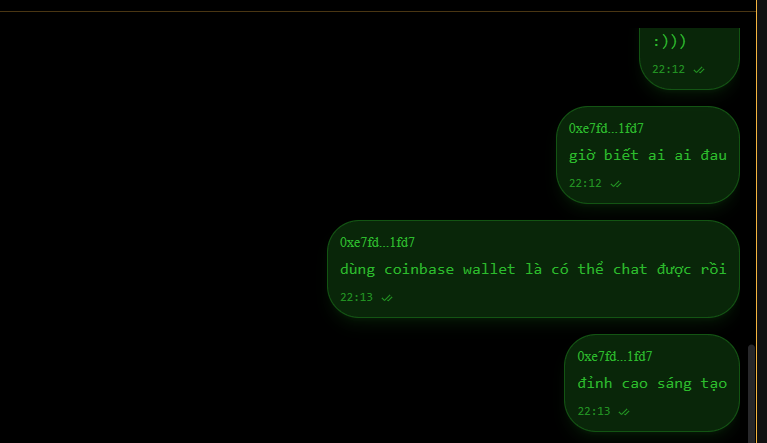 :)))
22:12
0xe7fd...1fd7
giờ biết ai ai đau
22:12
0xe7fd...1fd7
dùng coinbase wallet là có thể chat được rồi
22:13
0xe7fd...1fd7
đỉnh cao sáng tạo
22:13